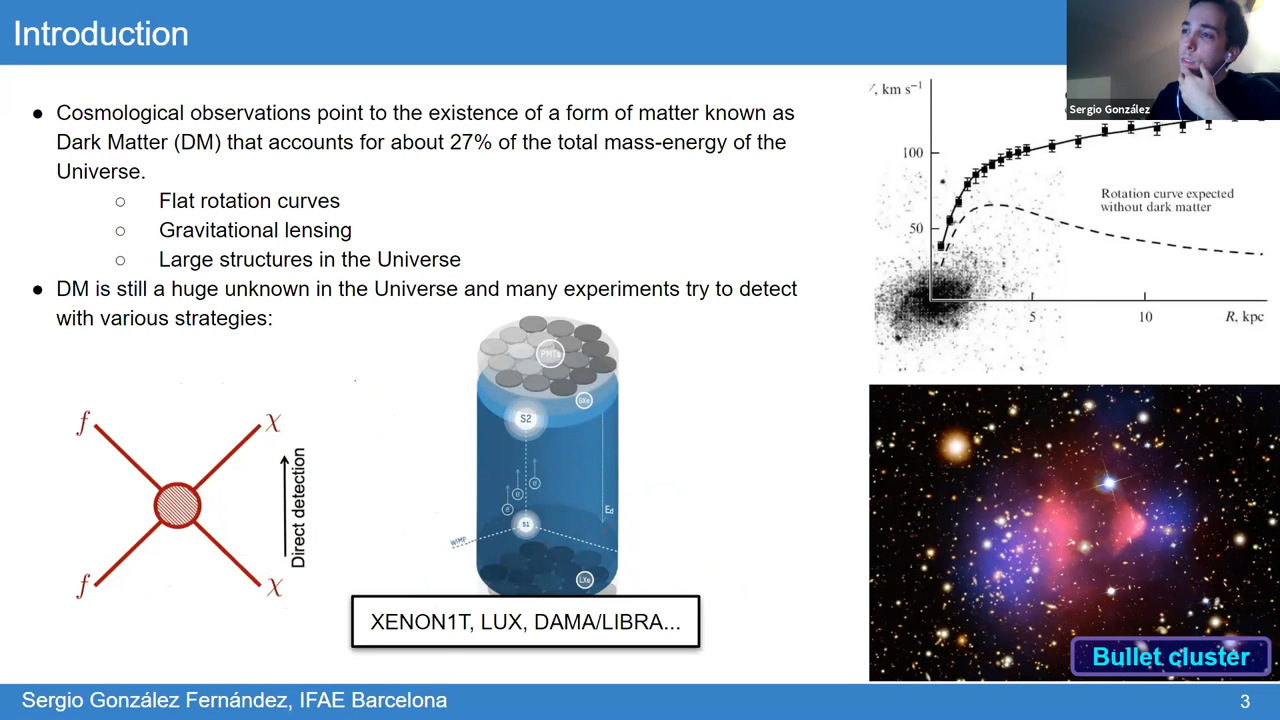 Introduction
Sergio González
● Cosmological observations point to the existence of a form of matter known as
Dark Matter (DM) that accounts for about 27% of the total mass-energy of the
Universe.
○ Flat rotation curves
○ Gravitational lensing
○ Large structures in the Universe
● DM is still a huge unknown in the Universe and many experiments try to detect
with various strategies:
f
χ
f
χ
Direct detection
PMTs
GXe
S2
e
e
e
Ed
S1
WIMP
LXe
XENON1T, LUX, DAMA/LIBRA...
, km s⁻¹
100
50
Rotation curve expected
without dark matter
5
10
R, kpc
Bullet cluster
Sergio González Fernández, IFAE Barcelona
3